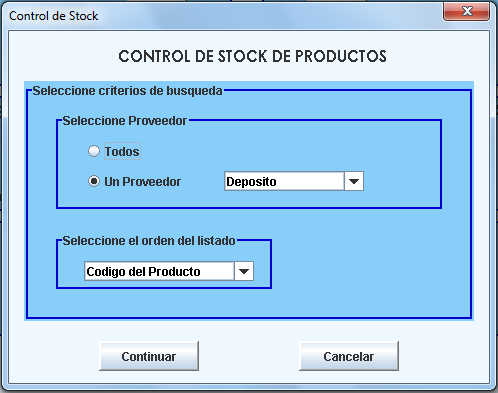 Control de Stock
CONTROL DE STOCK DE PRODUCTOS
Seleccione criterios de busqueda
Seleccione Proveedor
Todos
Un Proveedor
Deposito
Seleccione el orden del listado
Codigo del Producto
Continuar
Cancelar